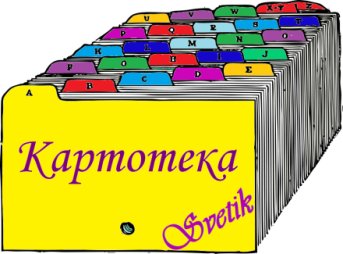 U V W X-Y Z
P Q R S T
K L M N O
F G H I J
A B C D E
Картотека
Svetik